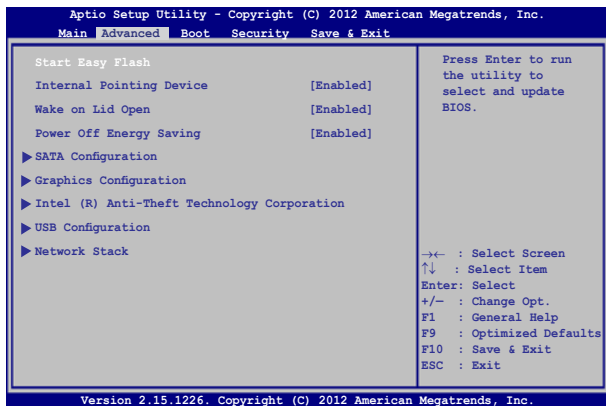 Aptio Setup Utility - Copyright (C) 2012 American Megatrends, Inc.
Main Advanced Boot Security Save & Exit
Start Easy Flash
Internal Pointing Device [Enabled]
Wake on Lid Open [Enabled]
Power Off Energy Saving [Enabled]
SATA Configuration
Graphics Configuration
Intel (R) Anti-Theft Technology Corporation
USB Configuration
Network Stack
Press Enter to run
the utility to
select and update
BIOS.
→← : Select Screen
↑↓ : Select Item
Enter: Select
+/— : Change Opt.
F1 : General Help
F9 : Optimized Defaults
F10 : Save & Exit
ESC : Exit
Version 2.15.1226. Copyright (C) 2012 American Megatrends, Inc.